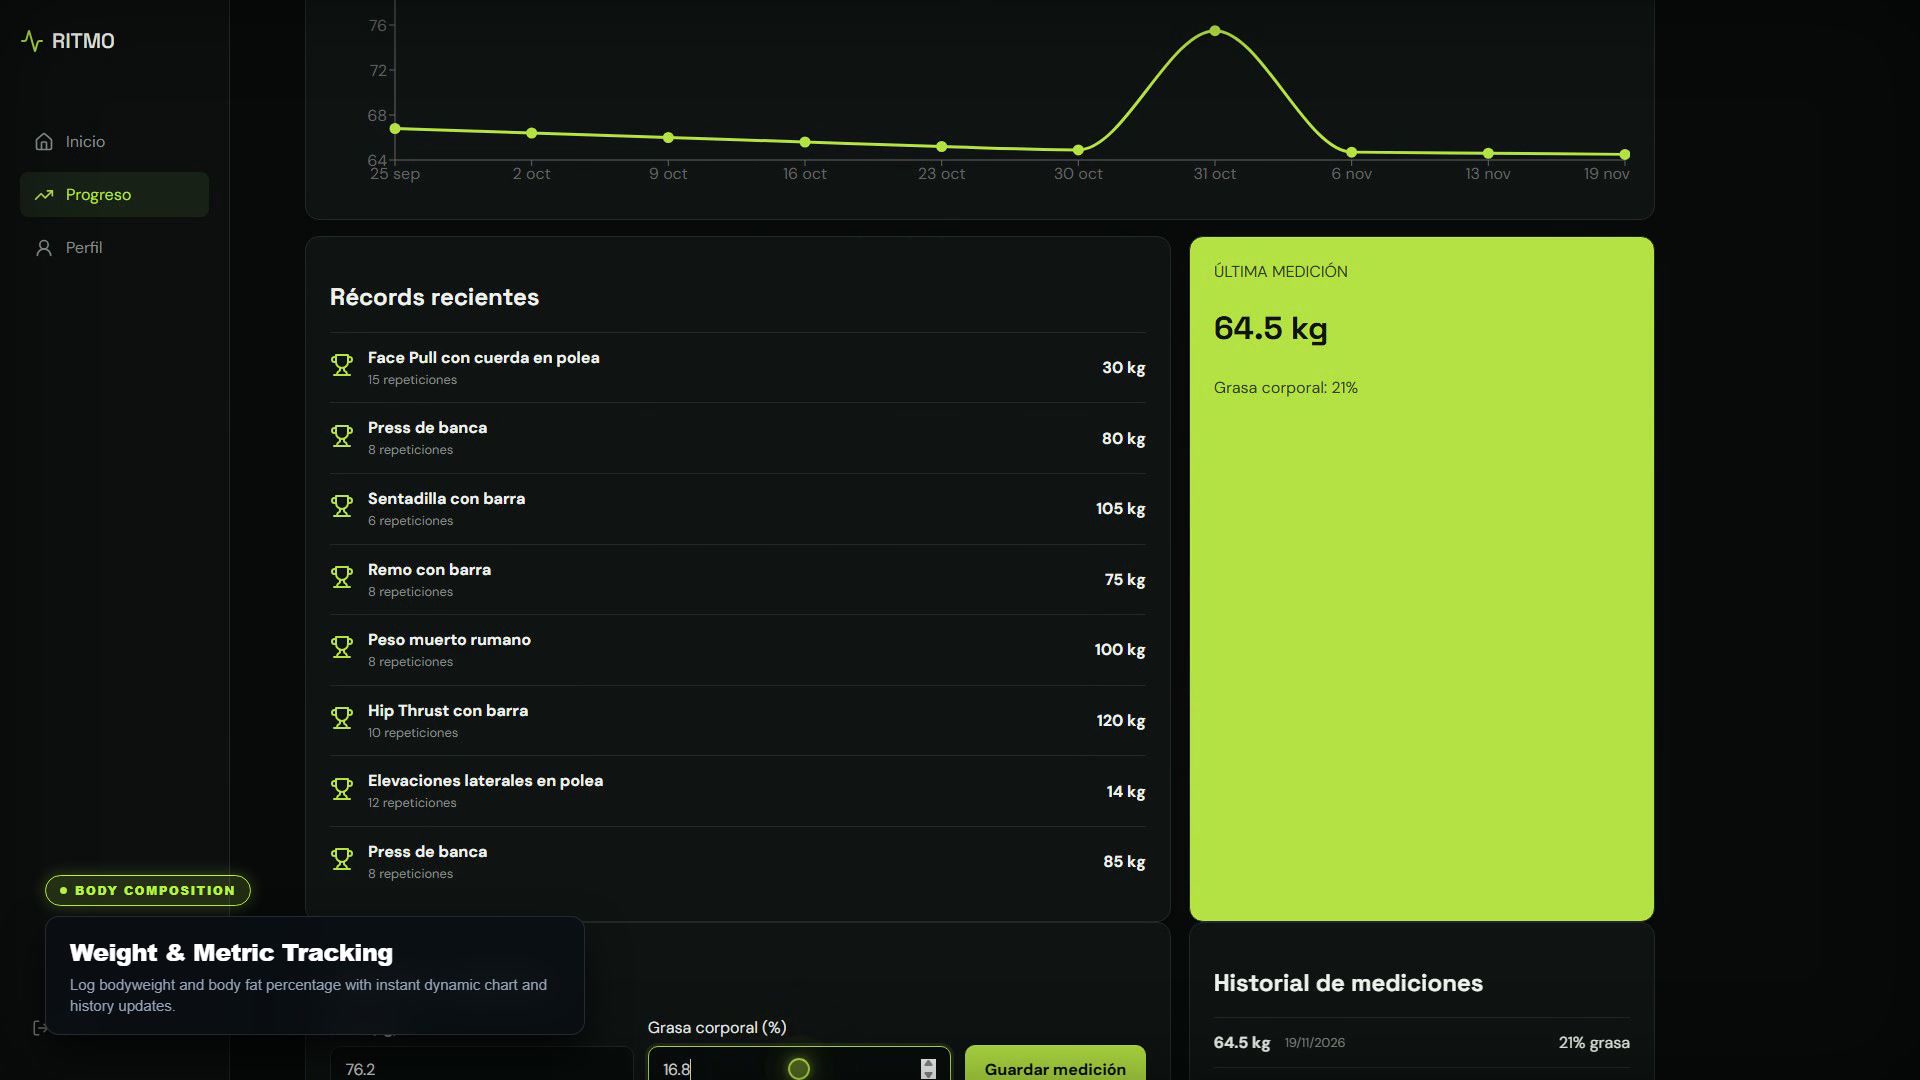 RITMO
Inicio
Progreso
Perfil
76
72
68
64
25 sep
2 oct
9 oct
16 oct
23 oct
30 oct
31 oct
6 nov
13 nov
19 nov
Récords recientes
Face Pull con cuerda en polea
15 repeticiones
30 kg
Press de banca
8 repeticiones
80 kg
Sentadilla con barra
6 repeticiones
105 kg
Remo con barra
8 repeticiones
75 kg
Peso muerto rumano
8 repeticiones
100 kg
Hip Thrust con barra
10 repeticiones
120 kg
Elevaciones laterales en polea
12 repeticiones
14 kg
Press de banca
8 repeticiones
85 kg
ÚLTIMA MEDICIÓN
64.5 kg
Grasa corporal: 21%
BODY COMPOSITION
Weight & Metric Tracking
Log bodyweight and body fat percentage with instant dynamic chart and
history updates.
76.2
Grasa corporal (%)
16.8
Guardar medición
Historial de mediciones
64.5 kg 19/11/2026 21% grasa